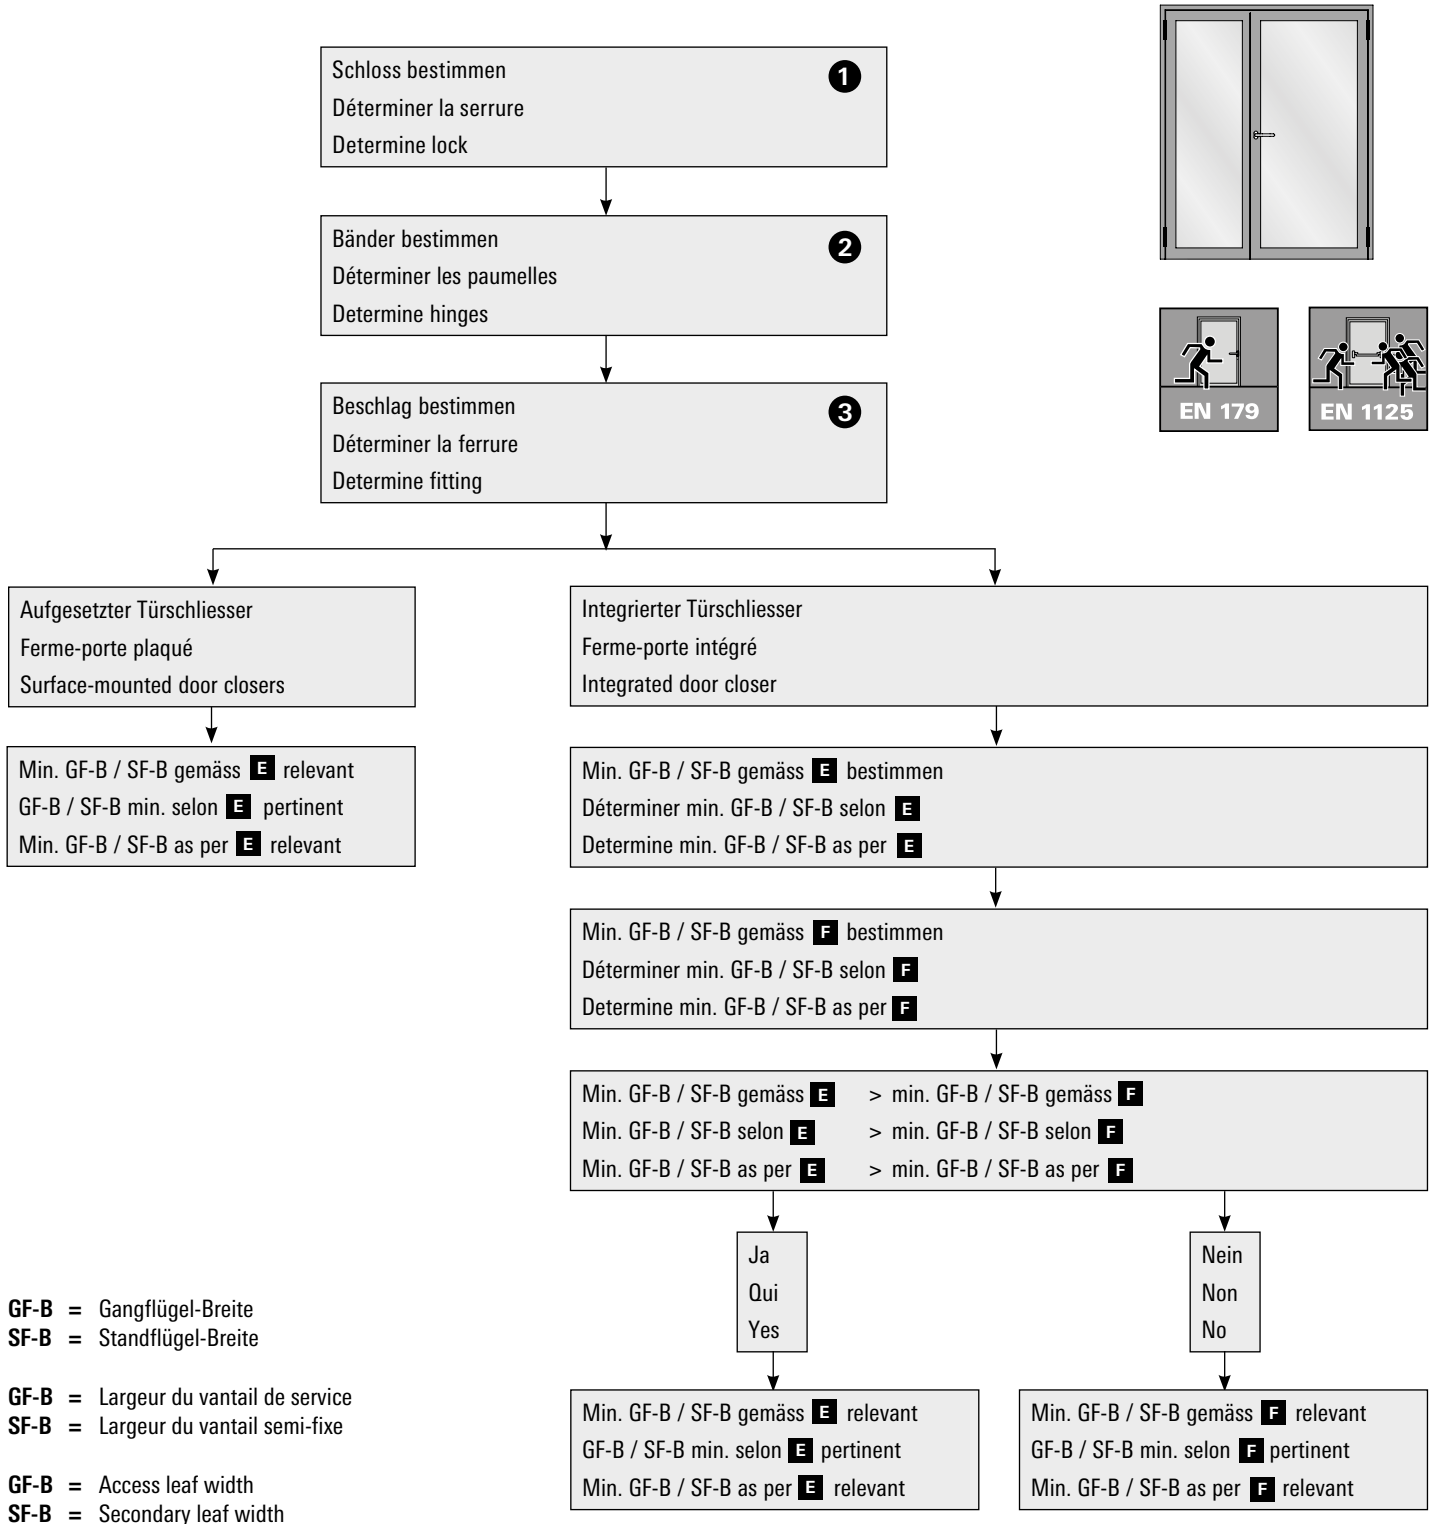 Schloss bestimmen
1
Déterminer la serrure
Determine lock
Bänder bestimmen
2
Déterminer les paumelles
Determine hinges
EN 179
EN 1125
Beschlag bestimmen
3
Déterminer la ferrure
Determine fitting
Aufgesetzter Türschliesser
Ferme-porte plaqué
Surface-mounted door closers
Integrierter Türschliesser
Ferme-porte intégré
Integrated door closer
Min. GF-B / SF-B gemäss E relevant
GF-B / SF-B min. selon E pertinent
Min. GF-B / SF-B as per E relevant
Min. GF-B / SF-B gemäss E bestimmen
Déterminer min. GF-B / SF-B selon E
Determine min. GF-B / SF-B as per E
Min. GF-B / SF-B gemäss F bestimmen
Déterminer min. GF-B / SF-B selon F
Determine min. GF-B / SF-B as per F
Min. GF-B / SF-B gemäss E > min. GF-B / SF-B gemäss F
Min. GF-B / SF-B selon E > min. GF-B / SF-B selon F
Min. GF-B / SF-B as per E > min. GF-B / SF-B as per F
Ja
Qui
Yes
Nein
Non
No
Min. GF-B / SF-B gemäss E relevant
GF-B / SF-B min. selon E pertinent
Min. GF-B / SF-B as per E relevant
Min. GF-B / SF-B gemäss F relevant
GF-B / SF-B min. selon F pertinent
Min. GF-B / SF-B as per F relevant
GF-B = Gangflügel-Breite
SF-B = Standflügel-Breite
GF-B = Largeur du vantail de service
SF-B = Largeur du vantail semi-fixe
GF-B = Access leaf width
SF-B = Secondary leaf width